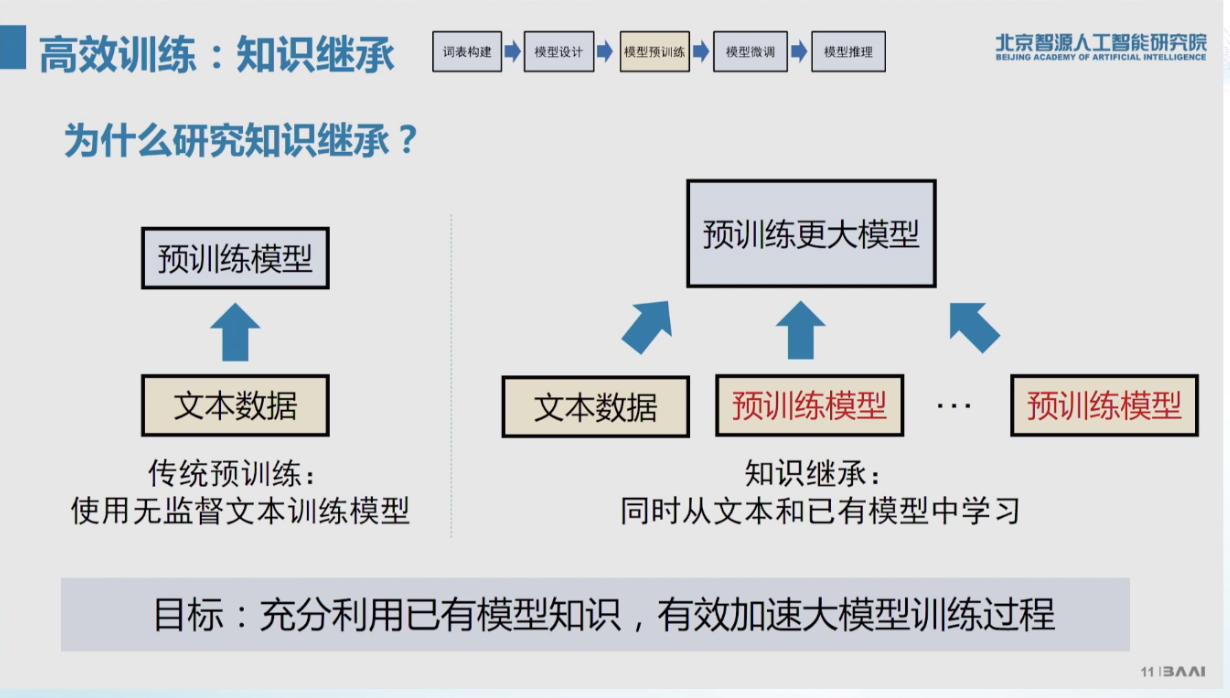 高效训练：知识继承
词表构建
模型设计
模型预训练
模型微调
模型推理
北京智源人工智能研究院
BEIJING ACADEMY OF ARTIFICIAL INTELLIGENCE
为什么研究知识继承？
预训练模型
文本数据
传统预训练：
使用无监督文本训练模型
预训练更大模型
文本数据
预训练模型
...
预训练模型
知识继承：
同时从文本和已有模型中学习
目标：充分利用已有模型知识，有效加速大模型训练过程
11 | BAAI